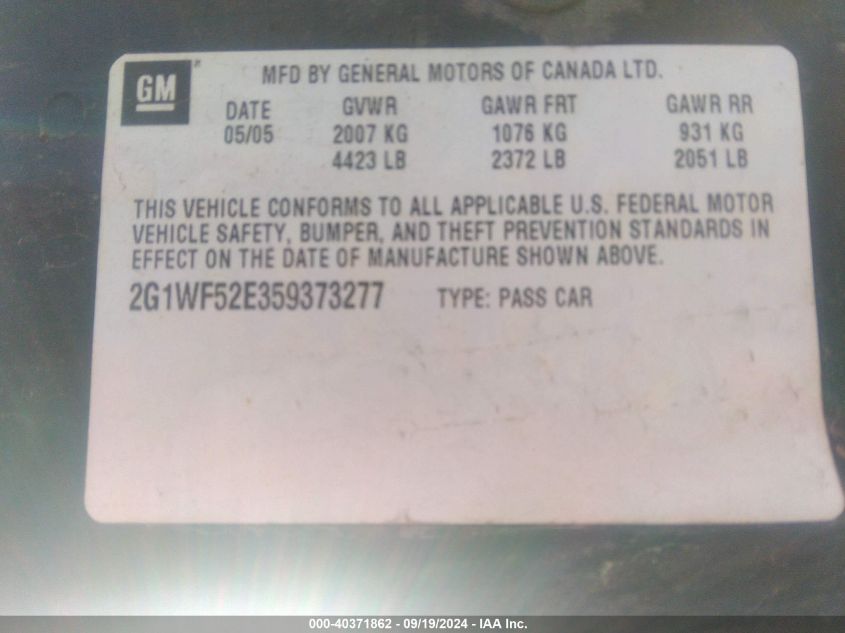 GM ® MFD BY GENERAL MOTORS OF CANADA LTD.
DATE GVWR GAWR FRT GAWR RR
05/05 2007 KG 1076 KG 931 KG
4423 LB 2372 LB 2051 LB
THIS VEHICLE CONFORMS TO ALL APPLICABLE U.S. FEDERAL MOTOR
VEHICLE SAFETY, BUMPER, AND THEFT PREVENTION STANDARDS IN
EFFECT ON THE DATE OF MANUFACTURE SHOWN ABOVE.
2G1WF52E359373277 TYPE: PASS CAR
000-40371862 - 09/19/2024 - IAA Inc.